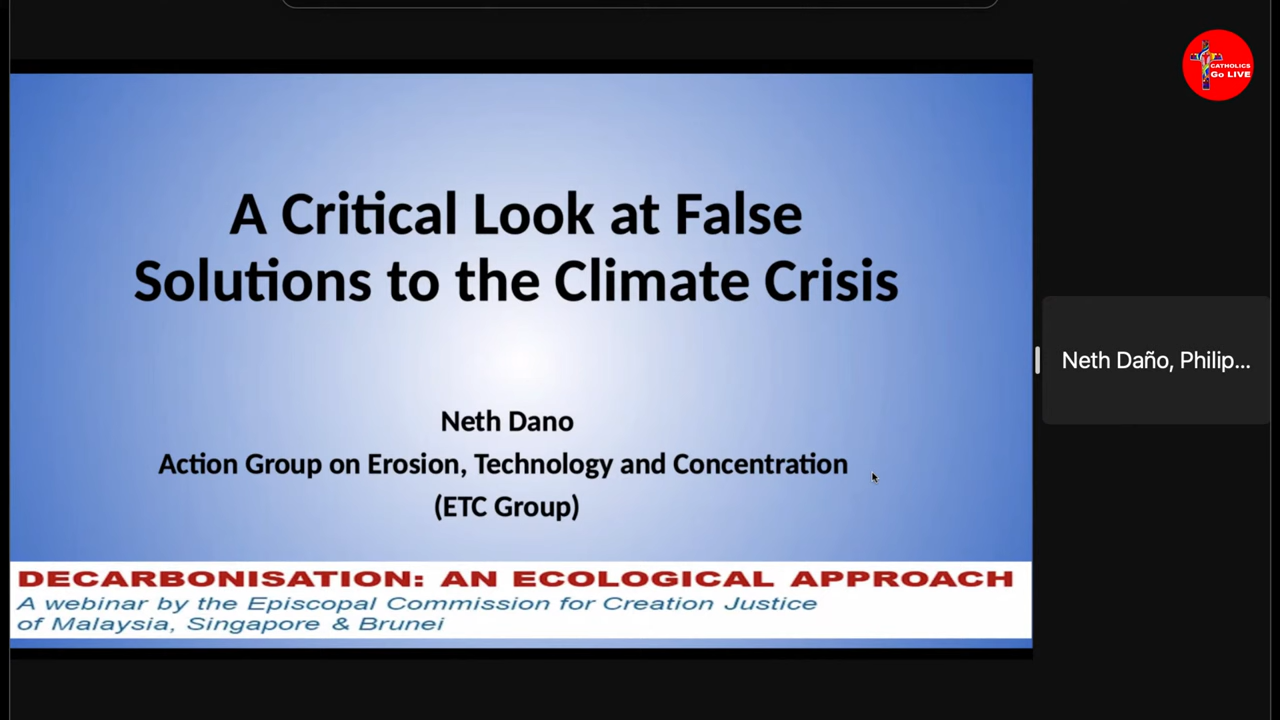 CATHOLICS
Go LIVE
A Critical Look at False
Solutions to the Climate Crisis
Neth Dano
Action Group on Erosion, Technology and Concentration
(ETC Group)
Neth Daño, Philip...
DECARBONISATION: AN ECOLOGICAL APPROACH
A webinar by the Episcopal Commission for Creation Justice
of Malaysia, Singapore & Brunei